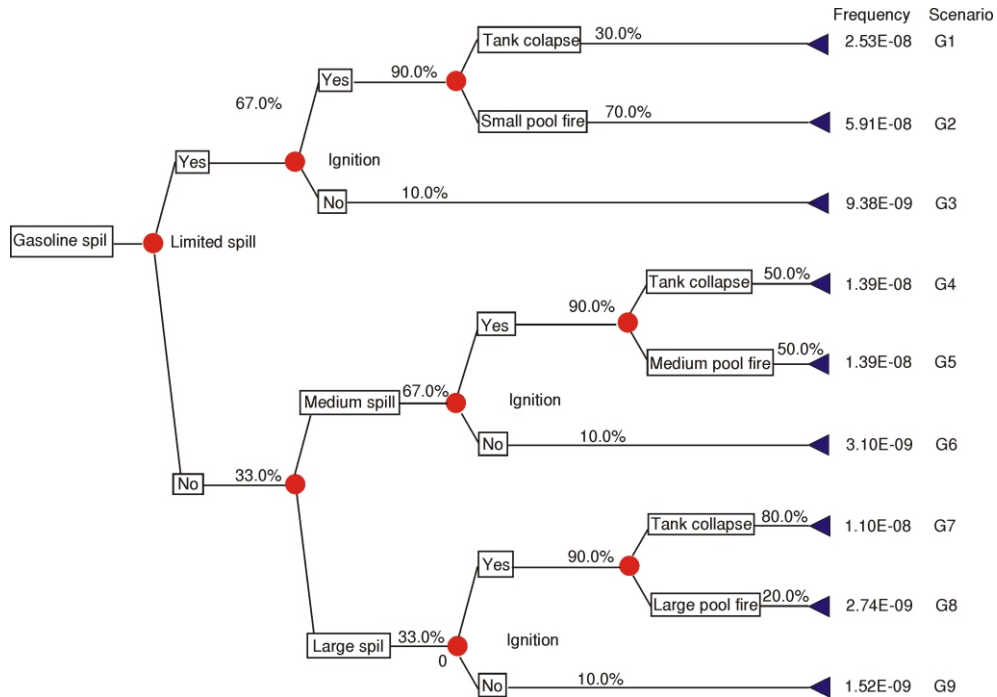 Frequency Scenario
Tank colapse 30.0% 2.53E-08 G1
Yes 90.0%
67.0%
Small pool fire 70.0% 5.91E-08 G2
Yes Ignition
No 10.0% 9.38E-09 G3
Gasoline spil Limited spill
Tank collapse 50.0% 1.39E-08 G4
Yes 90.0%
Medium pool fire 50.0% 1.39E-08 G5
Medium spill 67.0% Ignition
No 10.0% 3.10E-09 G6
No 33.0%
Tank collapse 80.0% 1.10E-08 G7
Yes 90.0%
Large pool fire 20.0% 2.74E-09 G8
Large spil 33.0% Ignition
0
No 10.0% 1.52E-09 G9